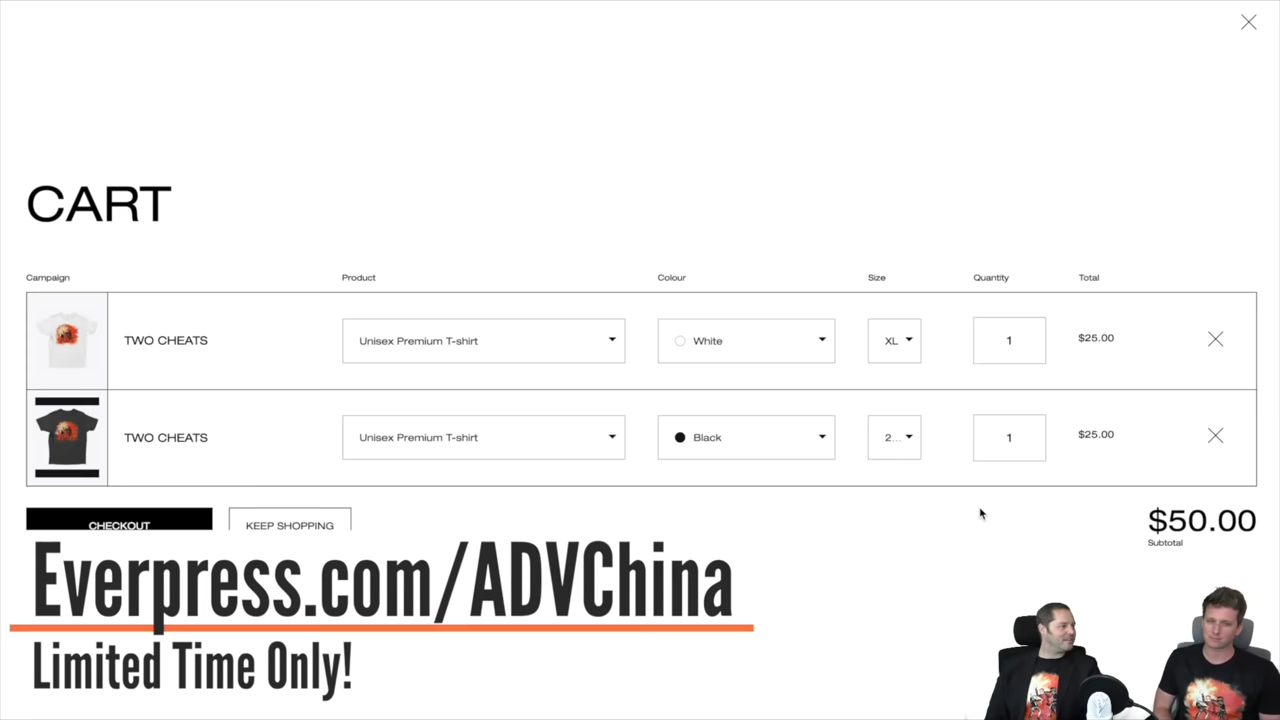 CART
Campaign Product Colour Size Quantity Total
TWO CHEATS Unisex Premium T-shirt White XL 1 $25.00
TWO CHEATS Unisex Premium T-shirt Black 2... 1 $25.00
CHECKOUT KEEP SHOPPING $50.00
Subtotal
Everpress.com/ADVChina
Limited Time Only!